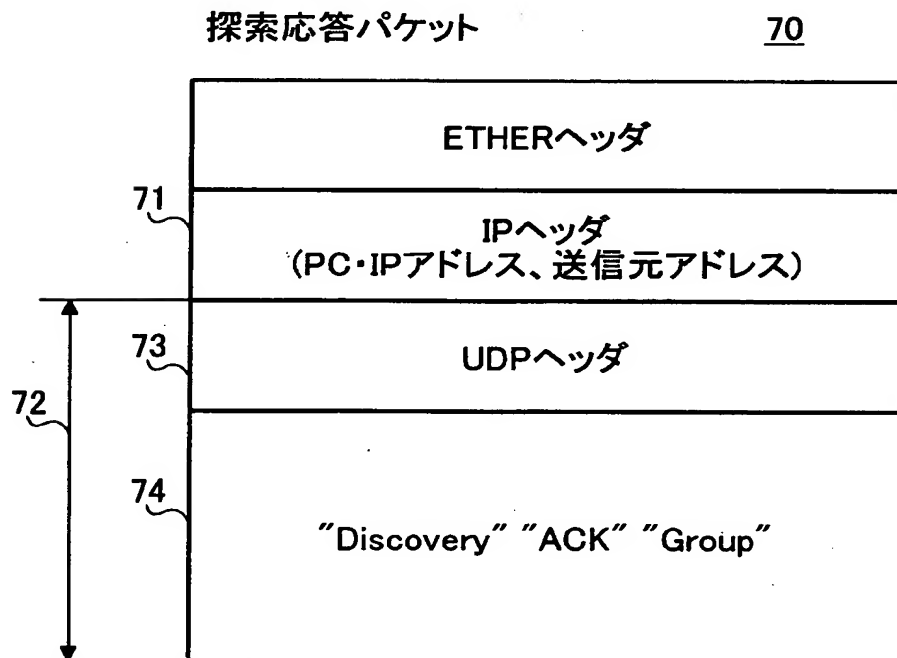 探索応答パケット 70
ETHERヘッダ
71
IPヘッダ
(PC・IPアドレス、送信元アドレス)
73
UDPヘッダ
72
74
"Discovery" "ACK" "Group"